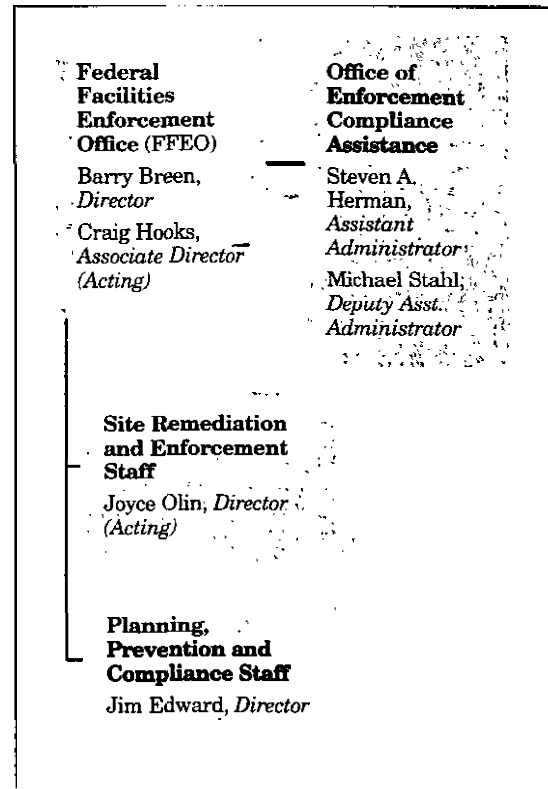 Federal
Facilities
Enforcement
Office (FFEO)
Barry Breen,
Director
Craig Hooks,
Associate Director
(Acting)
Office of
Enforcement
Compliance
Assistance
Steven A.
Herman,
Assistant
Administrator
Michael Stahl,
Deputy Asst.
Administrator
Site Remediation
and Enforcement
Staff
Joyce Olin, Director
(Acting)
Planning,
Prevention and
Compliance Staff
Jim Edward, Director